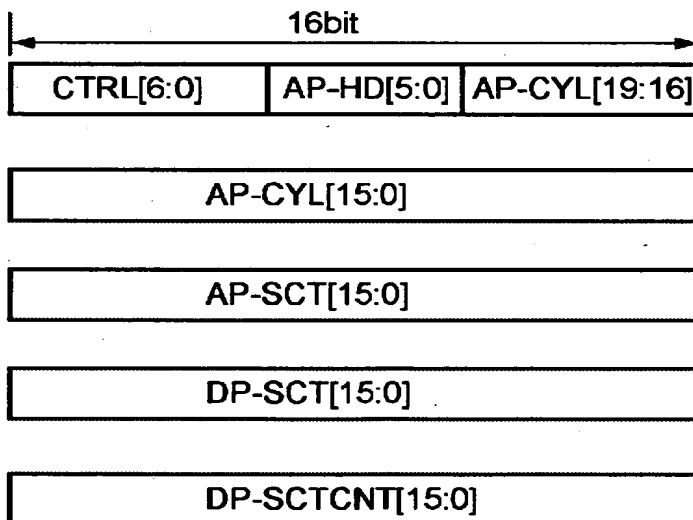 16bit
CTRL[6:0] AP-HD[5:0] AP-CYL[19:16]
AP-CYL[15:0]
AP-SCT[15:0]
DP-SCT[15:0]
DP-SCTCNT[15:0]